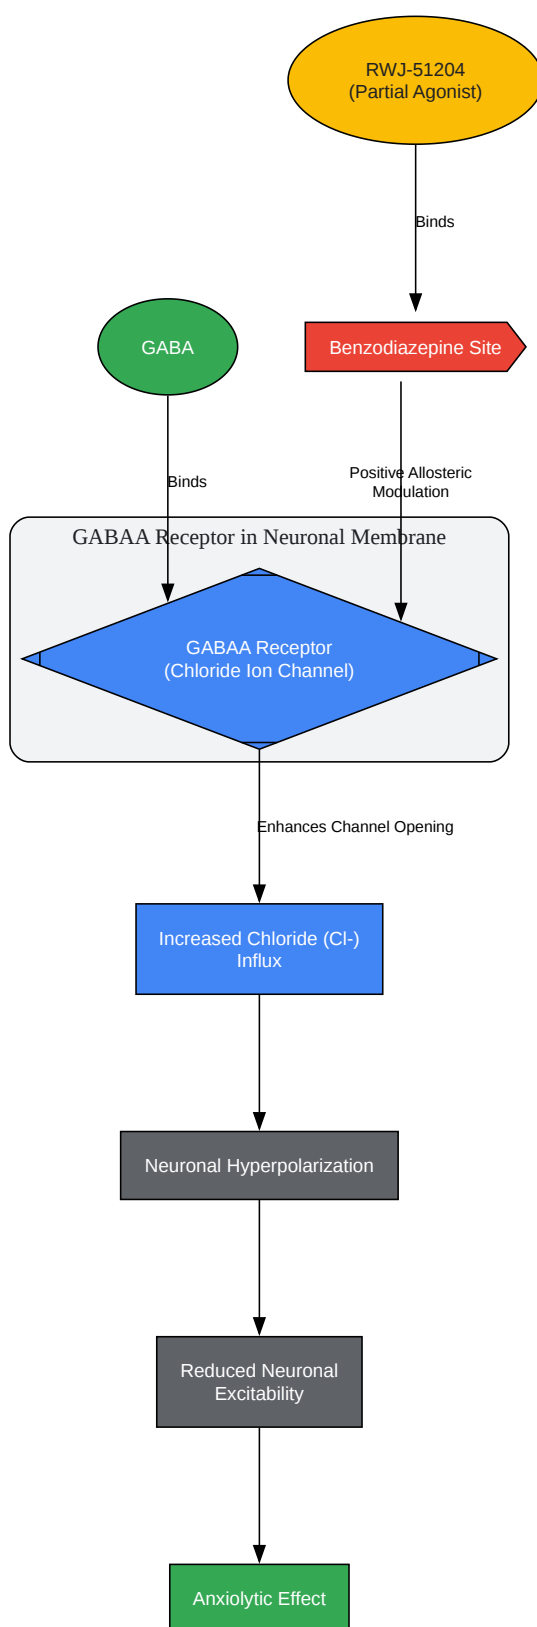 RWJ-51204
(Partial Agonist)
Binds
GABA
Benzodiazepine Site
Binds
Positive Allosteric
Modulation
GABAA Receptor in Neuronal Membrane
GABAA Receptor
(Chloride Ion Channel)
Enhances Channel Opening
Increased Chloride (Cl-)
Influx
Neuronal Hyperpolarization
Reduced Neuronal
Excitability
Anxiolytic Effect